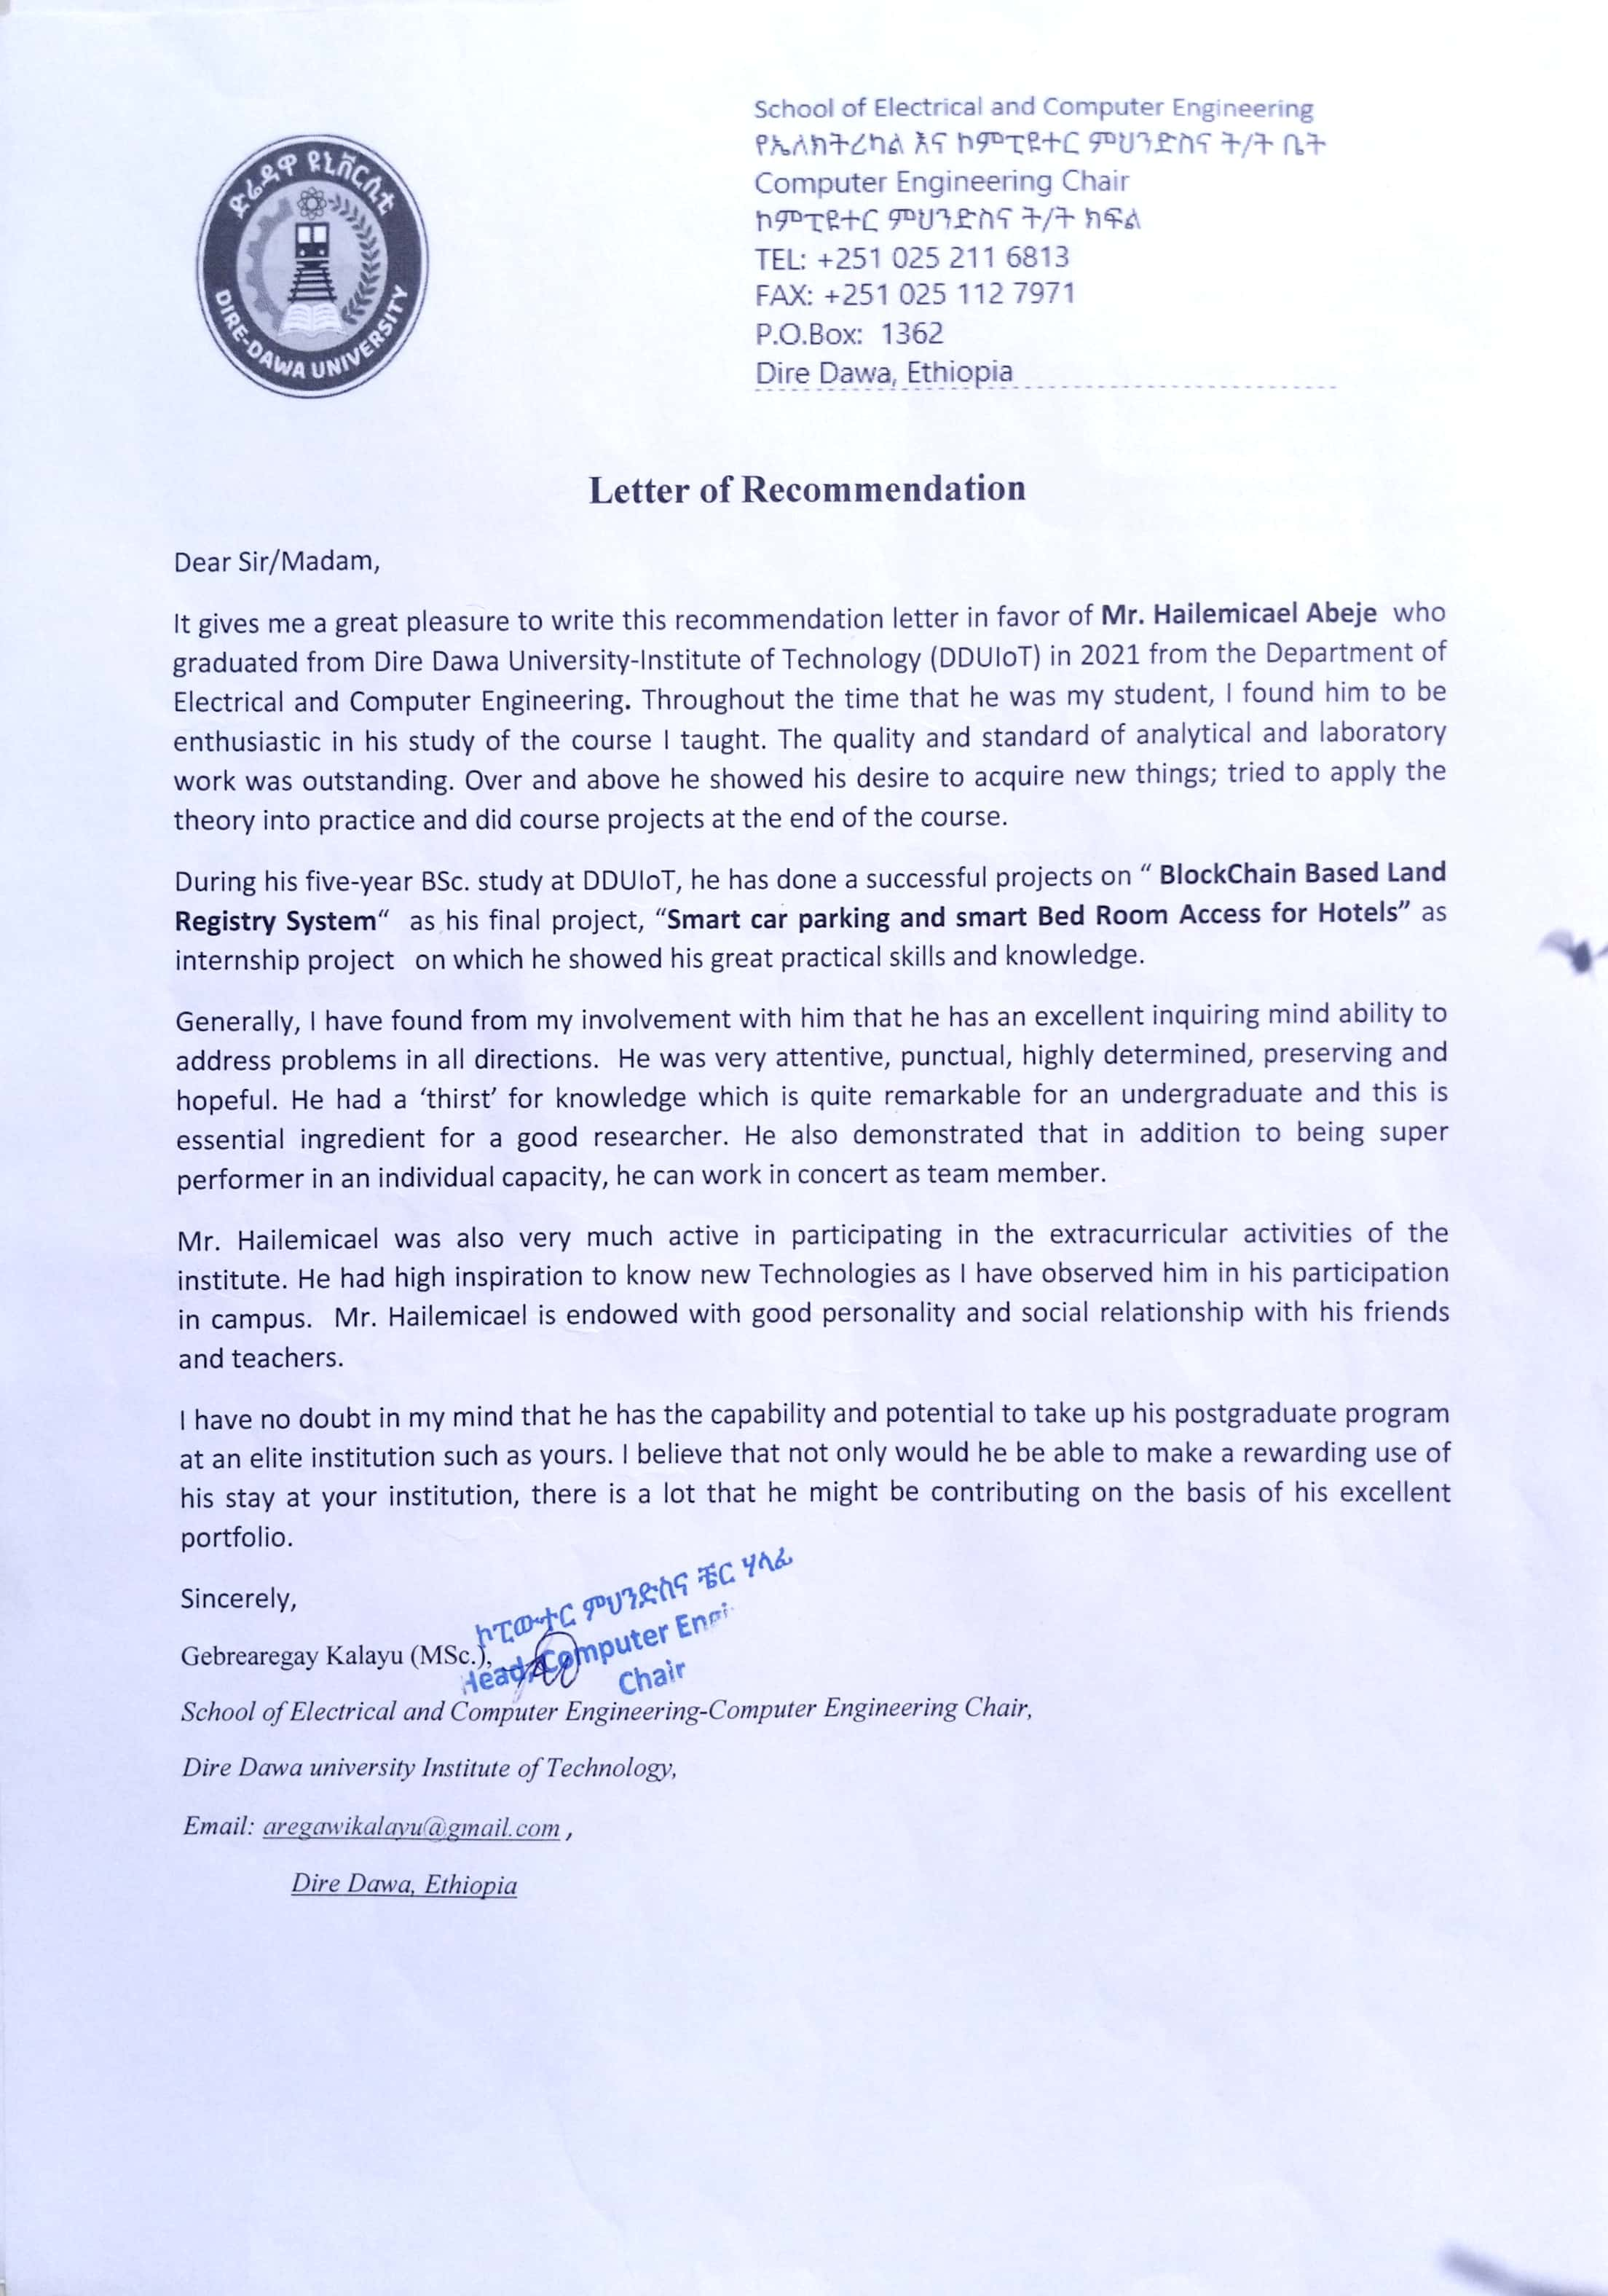 ድሬዳዋ ዩኒቨርሲቲ
DIRE-DAWA UNIVERSITY
School of Electrical and Computer Engineering
የኤለክትሪካል እና ኮምፒዩተር ምህንድስና ት/ት ቤት
Computer Engineering Chair
ኮምፒዩተር ምህንድስና ት/ት ክፍል
TEL: +251 025 211 6813
FAX: +251 025 112 7971
P.O.Box: 1362
Dire Dawa, Ethiopia
Letter of Recommendation
Dear Sir/Madam,
It gives me a great pleasure to write this recommendation letter in favor of Mr. Hailemicael Abeje who
graduated from Dire Dawa University-Institute of Technology (DDUIoT) in 2021 from the Department of
Electrical and Computer Engineering. Throughout the time that he was my student, I found him to be
enthusiastic in his study of the course I taught. The quality and standard of analytical and laboratory
work was outstanding. Over and above he showed his desire to acquire new things; tried to apply the
theory into practice and did course projects at the end of the course.
During his five-year BSc. study at DDUIoT, he has done a successful projects on “ BlockChain Based Land
Registry System“ as his final project, “Smart car parking and smart Bed Room Access for Hotels” as
internship project on which he showed his great practical skills and knowledge.
Generally, I have found from my involvement with him that he has an excellent inquiring mind ability to
address problems in all directions. He was very attentive, punctual, highly determined, preserving and
hopeful. He had a ‘thirst’ for knowledge which is quite remarkable for an undergraduate and this is
essential ingredient for a good researcher. He also demonstrated that in addition to being super
performer in an individual capacity, he can work in concert as team member.
Mr. Hailemicael was also very much active in participating in the extracurricular activities of the
institute. He had high inspiration to know new Technologies as I have observed him in his participation
in campus. Mr. Hailemicael is endowed with good personality and social relationship with his friends
and teachers.
I have no doubt in my mind that he has the capability and potential to take up his postgraduate program
at an elite institution such as yours. I believe that not only would he be able to make a rewarding use of
his stay at your institution, there is a lot that he might be contributing on the basis of his excellent
portfolio.
Sincerely,
ኮፒውተር ምህንድስና ቼር ሃላፊ
Head, Computer Engi
Chair
Gebrearegay Kalayu (MSc.),
School of Electrical and Computer Engineering-Computer Engineering Chair,
Dire Dawa university Institute of Technology,
Email: aregawikalayu@gmail.com ,
Dire Dawa, Ethiopia